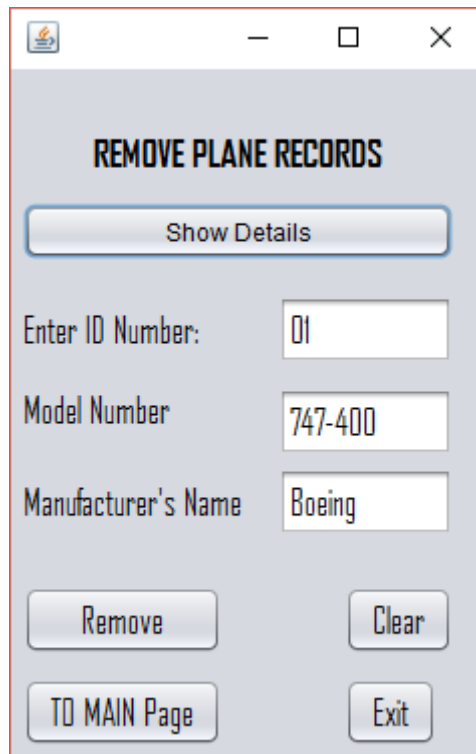 REMOVE PLANE RECORDS
Show Details
Enter ID Number: 01
Model Number 747-400
Manufacturer's Name Boeing
Remove Clear
TO MAIN Page Exit